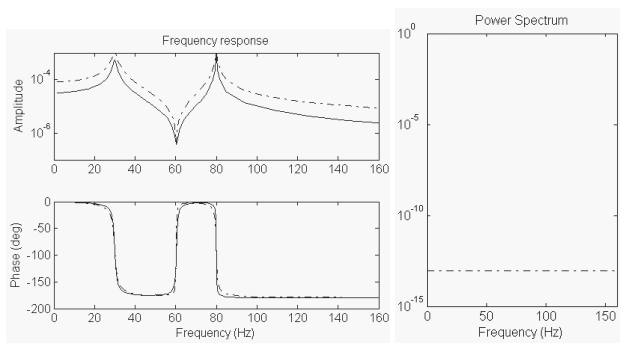 Frequency response
Amplitude
10^-4
10^-6
0 20 40 60 80 100 120 140 160
Phase (deg)
0
-50
-100
-150
-200
0 20 40 60 80 100 120 140 160
Frequency (Hz)
Power Spectrum
10^0
10^-5
10^-10
10^-15
0 50 100 150
Frequency (Hz)